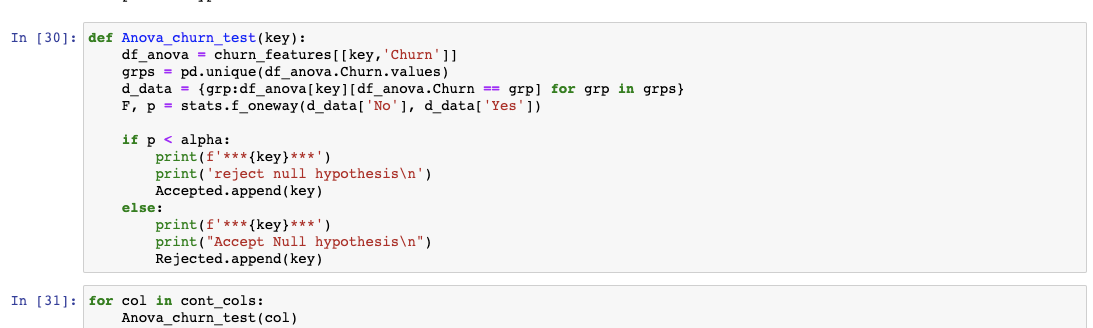 In [30]: def Anova_churn_test(key):
    df_anova = churn_features[[key,'Churn']]
    grps = pd.unique(df_anova.Churn.values)
    d_data = {grp:df_anova[key][df_anova.Churn == grp] for grp in grps}
    F, p = stats.f_oneway(d_data['No'], d_data['Yes'])
    if p < alpha:
        print(f'***{key}***')
        print('reject null hypothesis\n')
        Accepted.append(key)
    else:
        print(f'***{key}***')
        print("Accept Null hypothesis\n")
        Rejected.append(key)
In [31]: for col in cont_cols:
    Anova_churn_test(col)